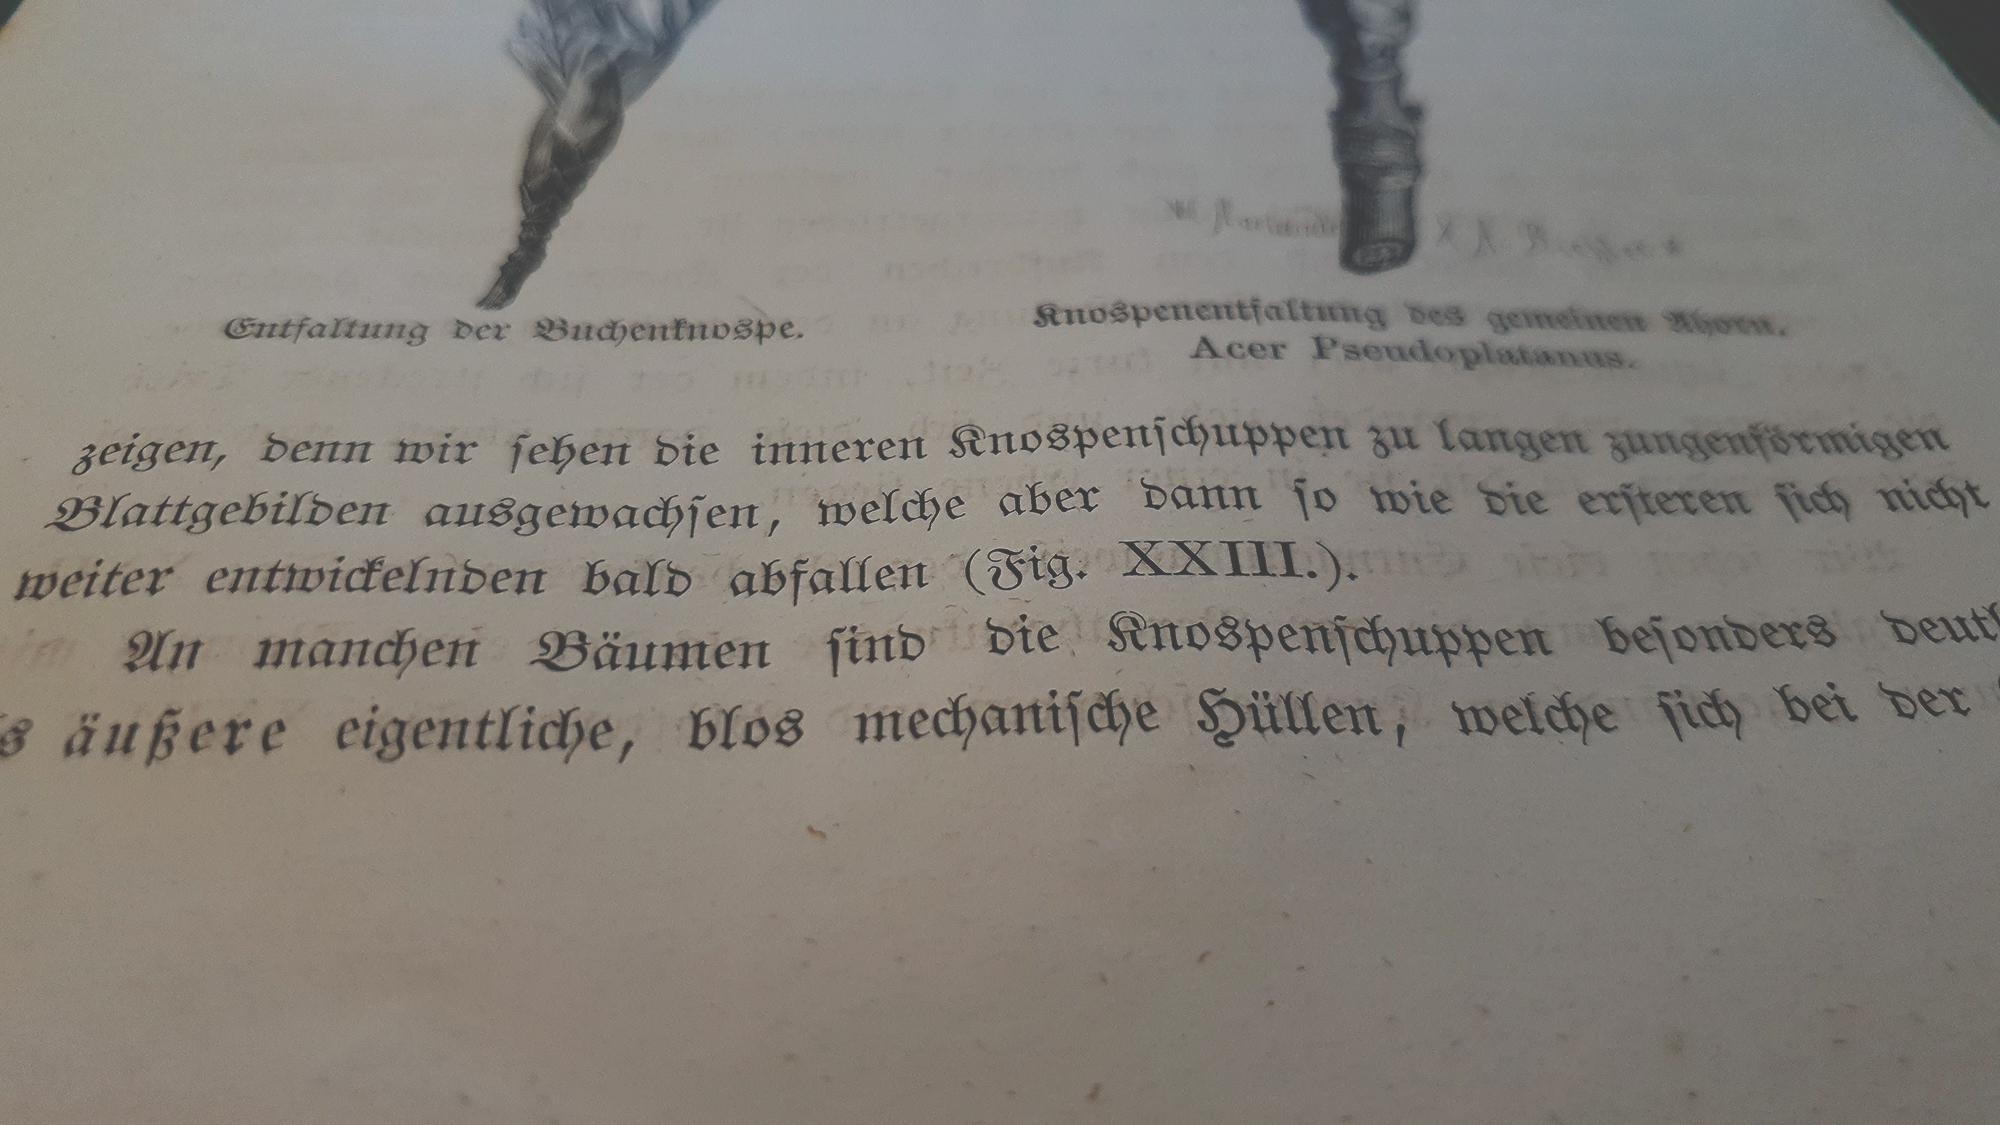 Entfaltung der Buchenknospe.
Knospenentfaltung des gemeinen Ahorn.
Acer Pseudoplatanus.
zeigen, denn wir ſehen die inneren Knospenſchuppen zu langen zungenförmigen
Blattgebilden ausgewachſen, welche aber dann ſo wie die erſteren ſich nicht
weiter entwickelnden bald abfallen (Fig. XXIII.).
An manchen Bäumen ſind die Knospenſchuppen beſonders
äußere eigentliche, blos mechaniſche Hüllen, welche ſich bei der